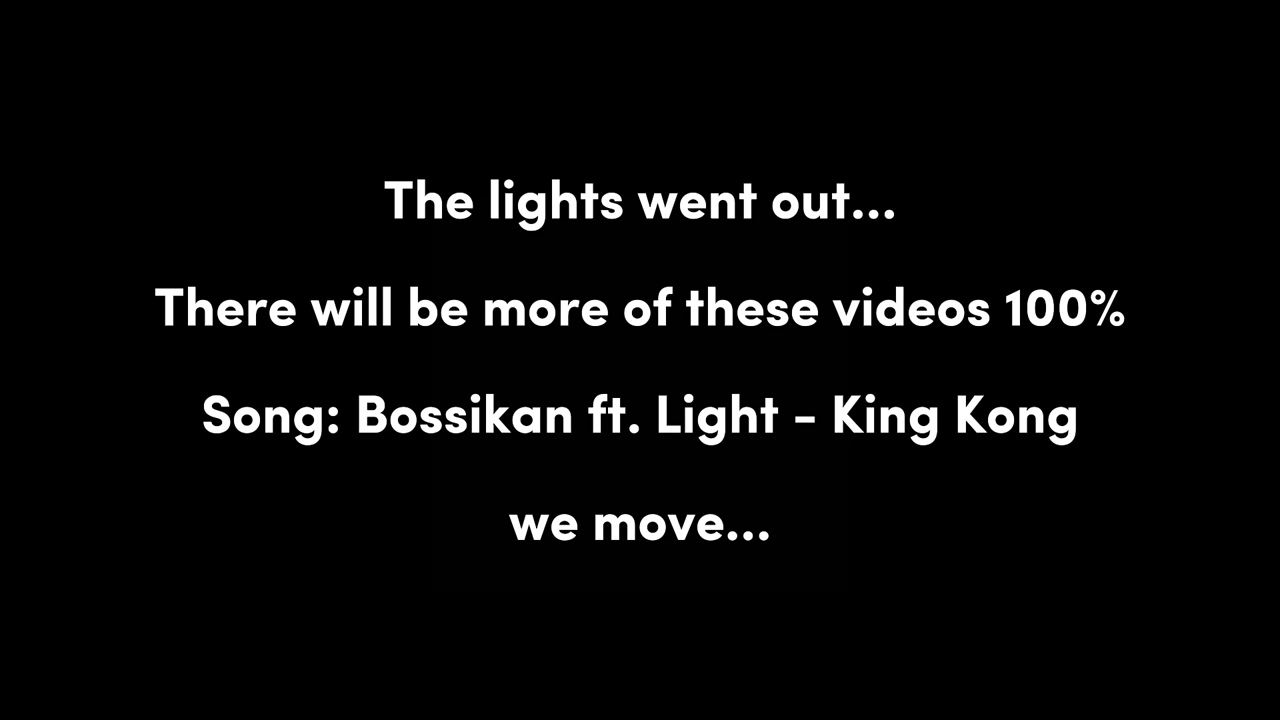 The lights went out...
There will be more of these videos 100%
Song: Bossikan ft. Light - King Kong
we move...